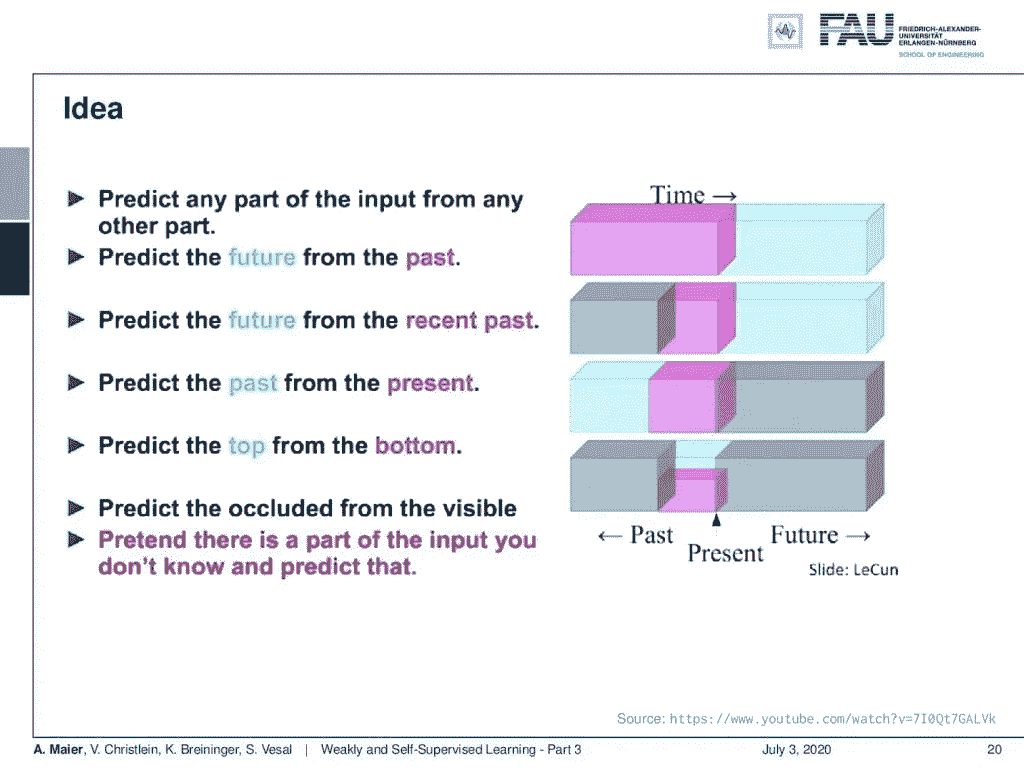 FAU
FRIEDRICH-ALEXANDER-
UNIVERSITÄT
ERLANGEN-NÜRNBERG
SCHOOL OF ENGINEERING
Idea
Predict any part of the input from any
other part.
Predict the future from the past.
Predict the future from the recent past.
Predict the past from the present.
Predict the top from the bottom.
Predict the occluded from the visible
Pretend there is a part of the input you
don't know and predict that.
Time →
← Past
Present
Future →
Slide: LeCun
Source: https://www.youtube.com/watch?v=7I0Qt7GALVk
A. Maier, V. Christlein, K. Breininger, S. Vesal | Weakly and Self-Supervised Learning - Part 3
July 3, 2020
20